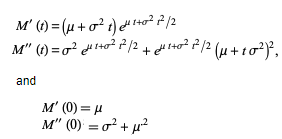 M′ (t) = (μ + σ² t) e^{μ t+σ² t²/2}
M″ (t) = σ² e^{μ t+σ² t²/2} + e^{μ t+σ² t²/2} (μ + t σ²)²,
and
M′ (0) = μ
M″ (0) = σ² + μ²